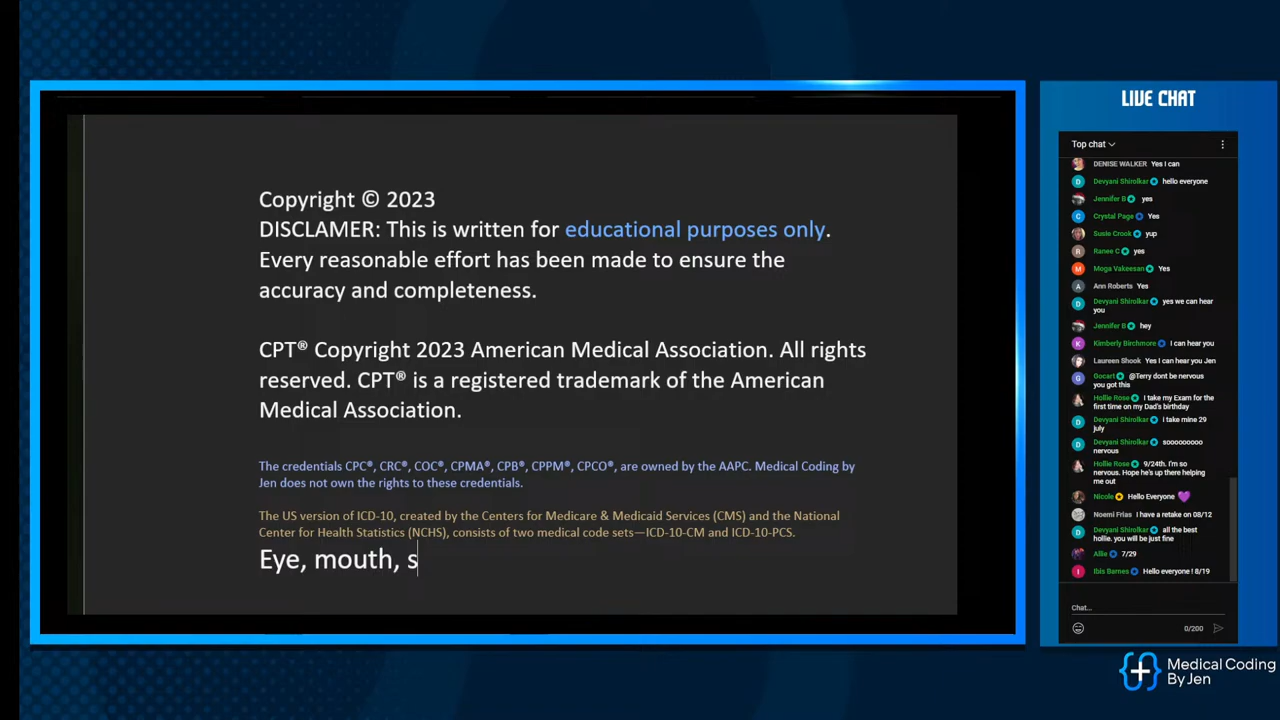 LIVE CHAT
Copyright © 2023
DISCLAMER: This is written for educational purposes only.
Every reasonable effort has been made to ensure the
accuracy and completeness.
CPT® Copyright 2023 American Medical Association. All rights
reserved. CPT® is a registered trademark of the American
Medical Association.
The credentials CPC®, CRC®, COC®, CPMA®, CPB®, CPPM®, CPCO®, are owned by the AAPC. Medical Coding by
Jen does not own the rights to these credentials.
The US version of ICD-10, created by the Centers for Medicare & Medicaid Services (CMS) and the National
Center for Health Statistics (NCHS), consists of two medical code sets—ICD-10-CM and ICD-10-PCS.
Eye, mouth, s
Top chat
DENISE WALKER Yes I can
D Devyani Shirolkar hello everyone
Jennifer B yes
C Crystal Page Yes
Susie Crook yup
R Ranee C yes
M Moga Vakeesan Yes
A Ann Roberts Yes
D Devyani Shirolkar yes we can hear
you
Jennifer B hey
K Kimberly Birchmore I can hear you
Laureen Shook Yes I can hear you Jen
G Gocart @Terry dont be nervous
you got this
Hollie Rose I take my Exam for the
first time on my Dad's birthday
D Devyani Shirolkar i take mine 29
july
D Devyani Shirolkar sooooooooo
nervous
Hollie Rose 9/24th. I'm so
nervous. Hope he's up there helping
me out
Nicole Hello Everyone
Noemi Frias I have a retake on 08/12
D Devyani Shirolkar all the best
hollie. you will be just fine
Allie 7/29
I Ibis Barnes Hello everyone ! 8/19
Chat...
0/200
Medical Coding
By Jen